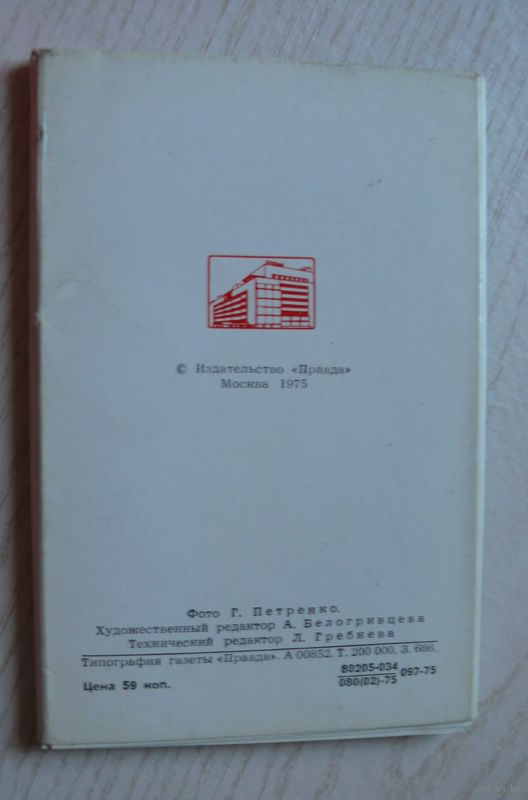 © Издательство «Правда»
Москва 1975
Фото Г. Петренко.
Художественный редактор А. Белогривцева
Технический редактор Л. Гребнева
Типография газеты «Правда». А 00852. Т. 200 000. З. 686.
Цена 59 коп.
80205-034
080(02)-75
097-75